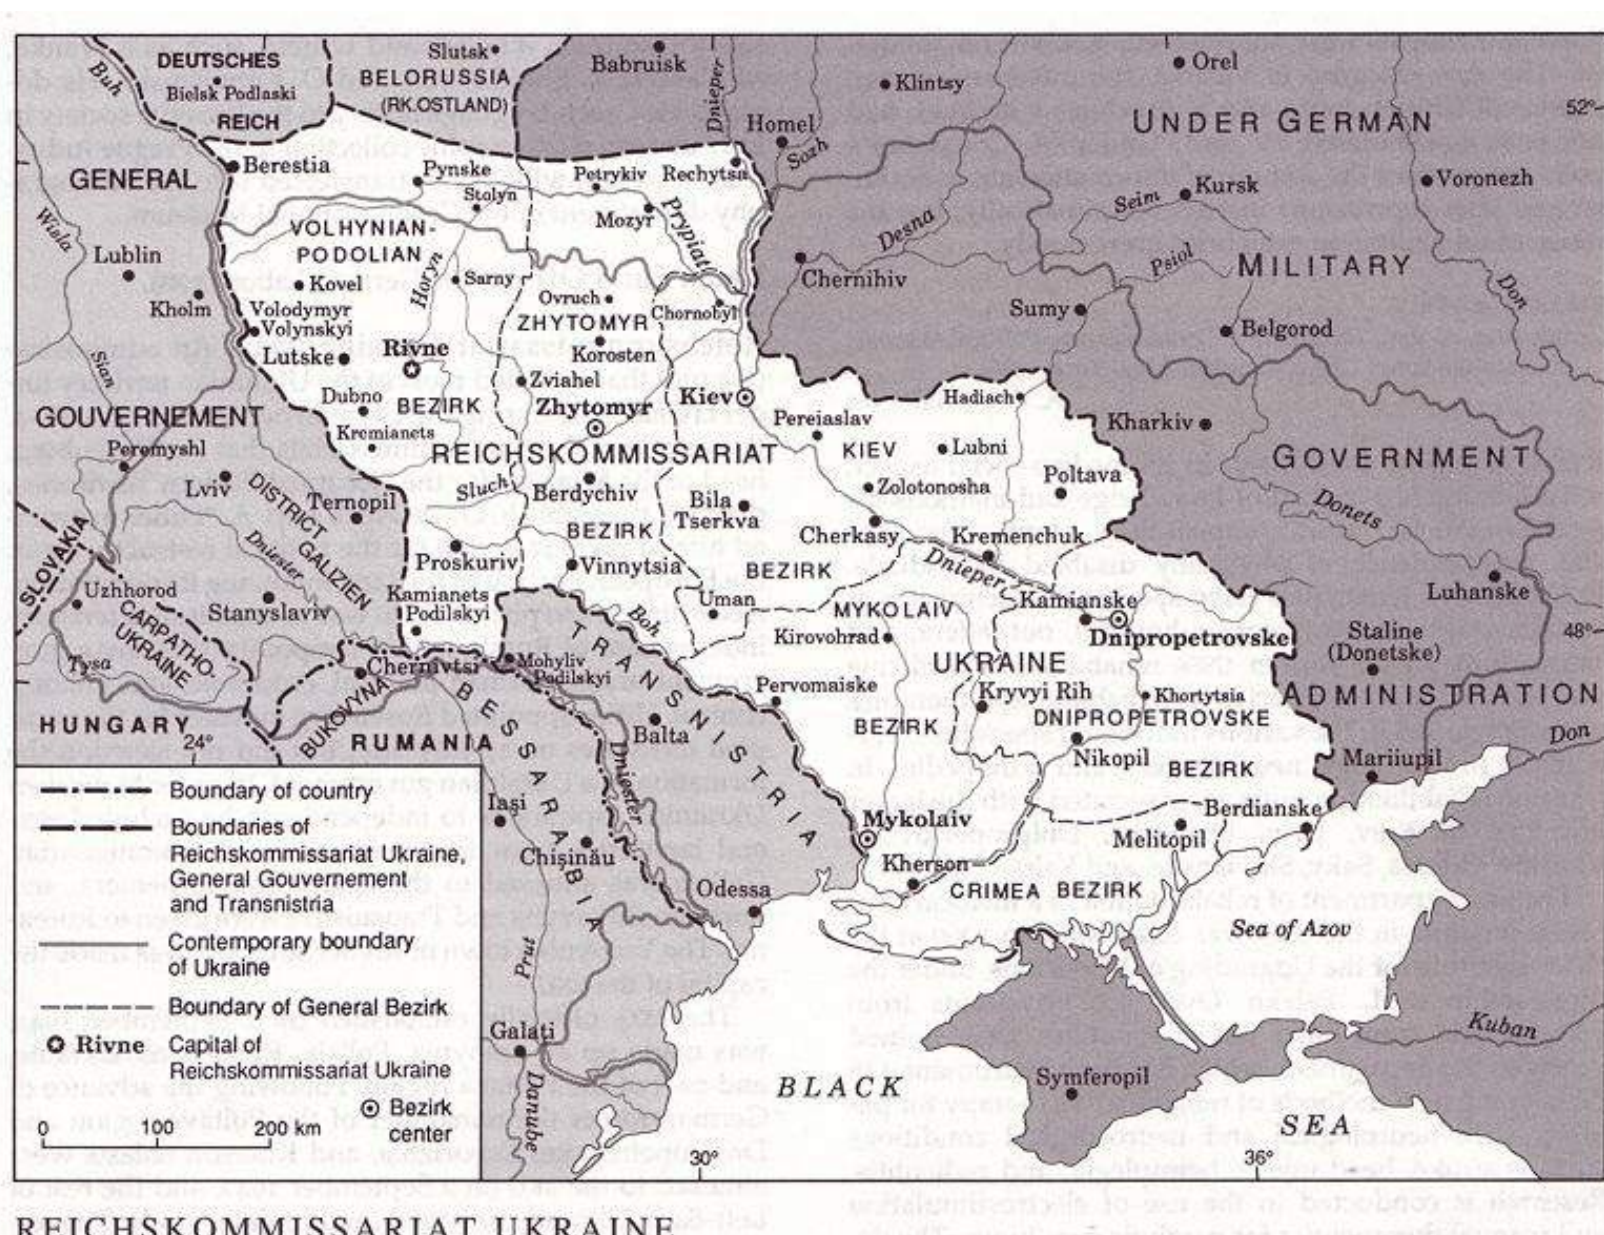 Buh
DEUTSCHES
Bielsk Podlaski
REICH
Slutsk
BELORUSSIA
(RK.OSTLAND)
Babruisk
Dnieper
Klintsy
Orel
52°
Homel
Sozh
UNDER GERMAN
GENERAL
Berestia
Pynske
Stolyn
Petrykiv
Rechytsa
Mozyr
Prypiat
Kursk
Seim
Voronezh
Wisla
VOLHYNIAN-
PODOLIAN
Desna
Psiol
MILITARY
Lublin
Kholm
Kovel
Horyn
Sarny
Ovruch
Chornobyl
Chernihiv
Sumy
Don
Volodymyr
Volynskyi
ZHYTOMYR
Belgorod
Lutske
Rivne
Korosten
Sian
Zviahel
Dubno
BEZIRK
Zhytomyr
Kiev
Hadiach
Pereiaslav
Kharkiv
GOUVERNEMENT
Kremianets
KIEV
Lubni
Peremyshl
REICHSKOMMISSARIAT
GOVERNMENT
Lviv
DISTRICT
GALIZIEN
Ternopil
Sluch
Berdychiv
Bila
Tserkva
Zolotonosha
Poltava
Donets
SLOVAKIA
Dniester
BEZIRK
Cherkasy
Kremenchuk
Proskuriv
Vinnytsia
BEZIRK
Dnieper
Uzhhorod
Stanyslaviv
Kamianets
Podilskyi
Boh
Uman
MYKOLAIV
Kamianske
Luhanske
CARPATHO-
UKRAINE
Kirovohrad
Dnipropetrovske
Staline
(Donetske)
48°
Tysa
Chernivtsi
Mohyliv
Podilskyi
TRANSNISTRIA
UKRAINE
Pervomaiske
Kryvyi Rih
Khortytsia
ADMINISTRATION
HUNGARY
24°
BUKOVYNA
RUMANIA
BESSARABIA
Balta
BEZIRK
DNIPROPETROVSKE
Nikopil
BEZIRK
Mariiupil
Don
Dniester
Iași
Berdianske
Mykolaiv
Melitopil
Chișinău
Kherson
CRIMEA BEZIRK
Odessa
Sea of Azov
Prut
Galati
Danube
Kuban
BLACK
SEA
Symferopil
30°
36°
Boundary of country
Boundaries of
Reichskommissariat Ukraine,
General Gouvernement
and Transnistria
Contemporary boundary
of Ukraine
Boundary of General Bezirk
Rivne
Capital of
Reichskommissariat Ukraine
Bezirk
center
0 100 200 km
REICHSKOMMISSARIAT UKRAINE